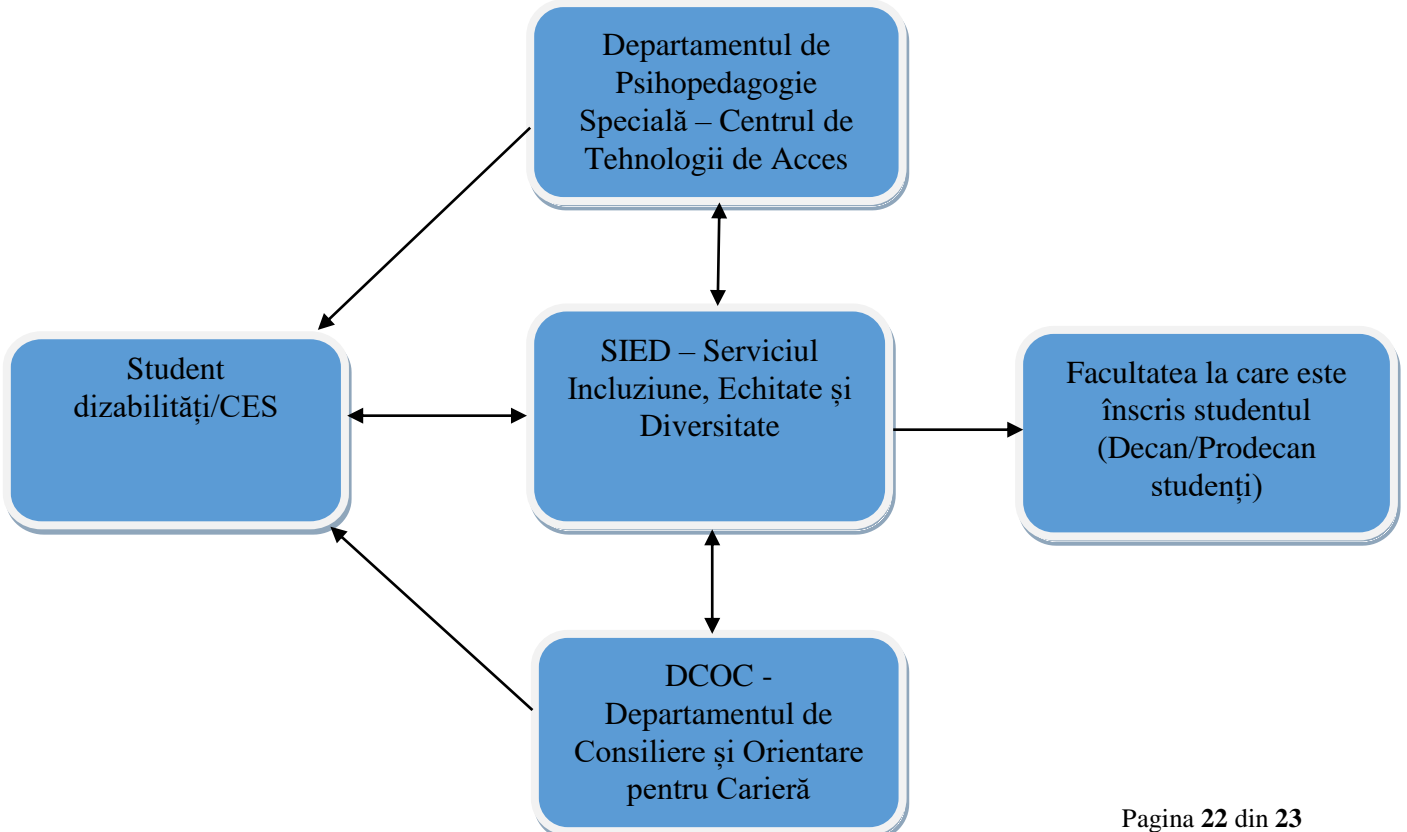 Departamentul de
Psihopedagogie
Specială – Centrul de
Tehnologii de Acces
Student
dizabilități/CES
SIED – Serviciul
Incluziune, Echitate și
Diversitate
Facultatea la care este
înscris studentul
(Decan/Prodecan
studenți)
DCOC -
Departamentul de
Consiliere și Orientare
pentru Carieră
Pagina 22 din 23